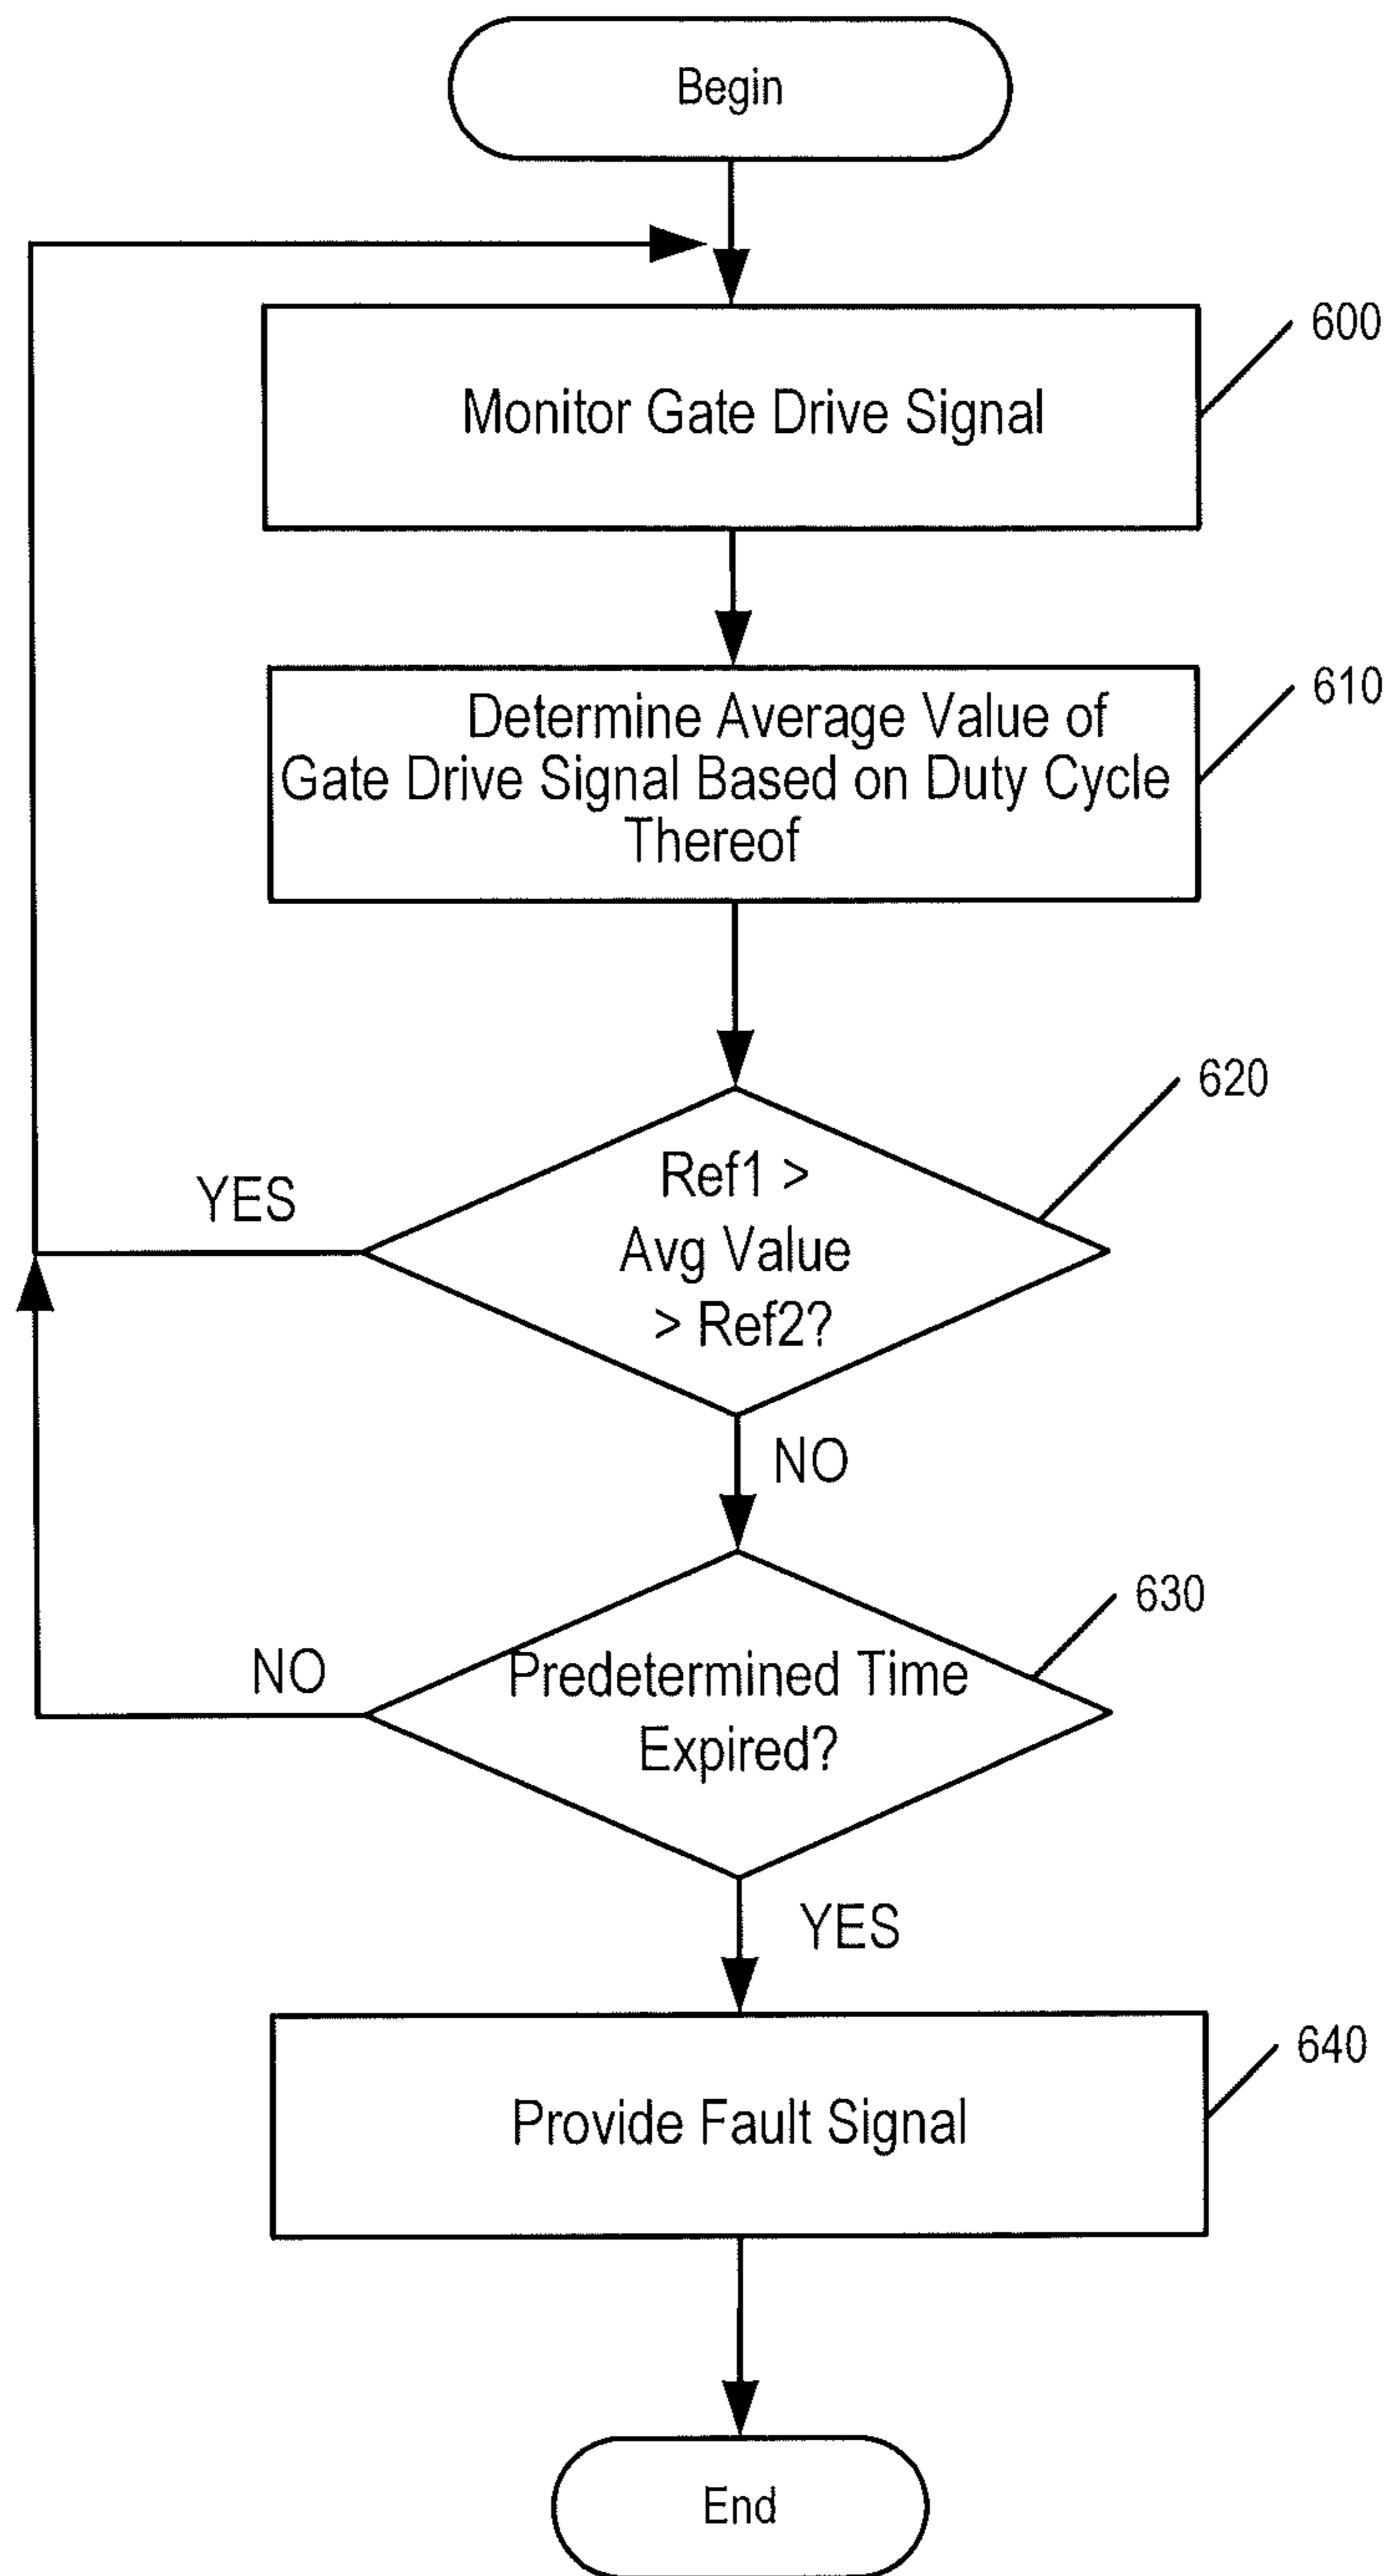 Begin
600
Monitor Gate Drive Signal
610
Determine Average Value of
Gate Drive Signal Based on Duty Cycle
Thereof
620
Ref1 >
Avg Value
> Ref2?
YES
NO
630
Predetermined Time
Expired?
NO
YES
640
Provide Fault Signal
End